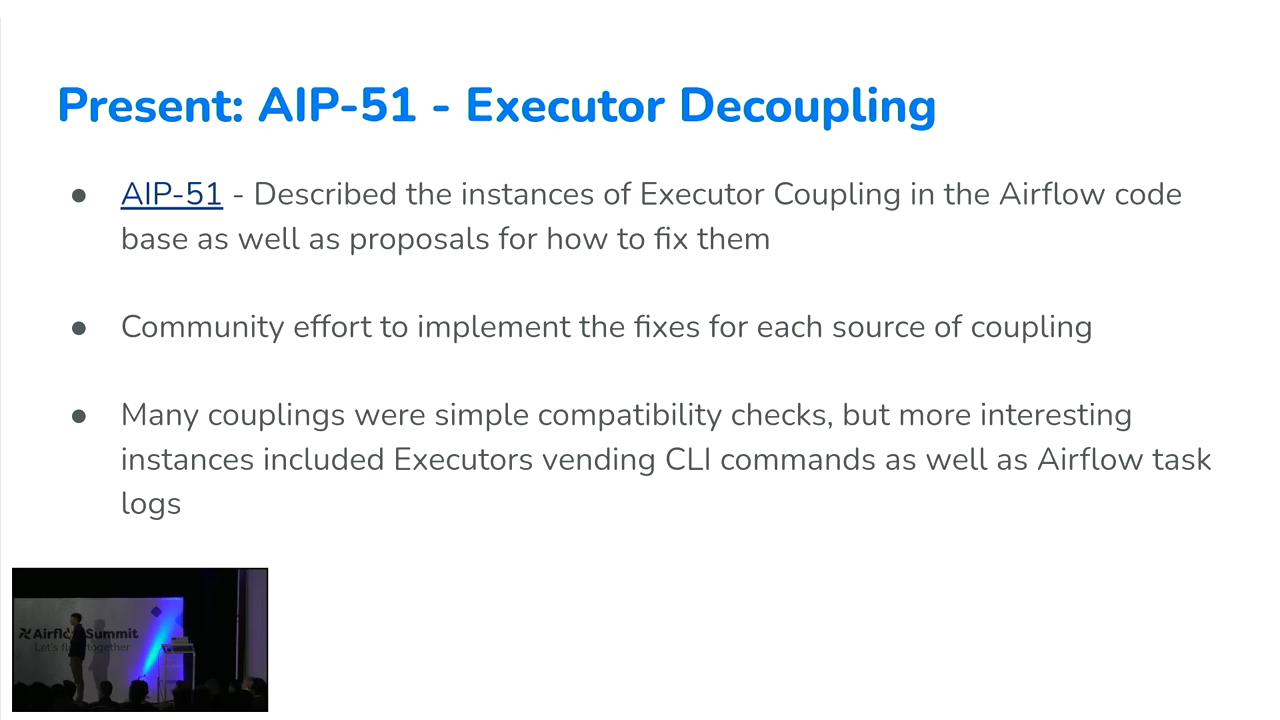 Present: AIP-51 - Executor Decoupling
● AIP-51 - Described the instances of Executor Coupling in the Airflow code
base as well as proposals for how to fix them
● Community effort to implement the fixes for each source of coupling
● Many couplings were simple compatibility checks, but more interesting
instances included Executors vending CLI commands as well as Airflow task
logs
Summit
Let's together